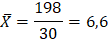 X̄ = 198/30 = 6,6